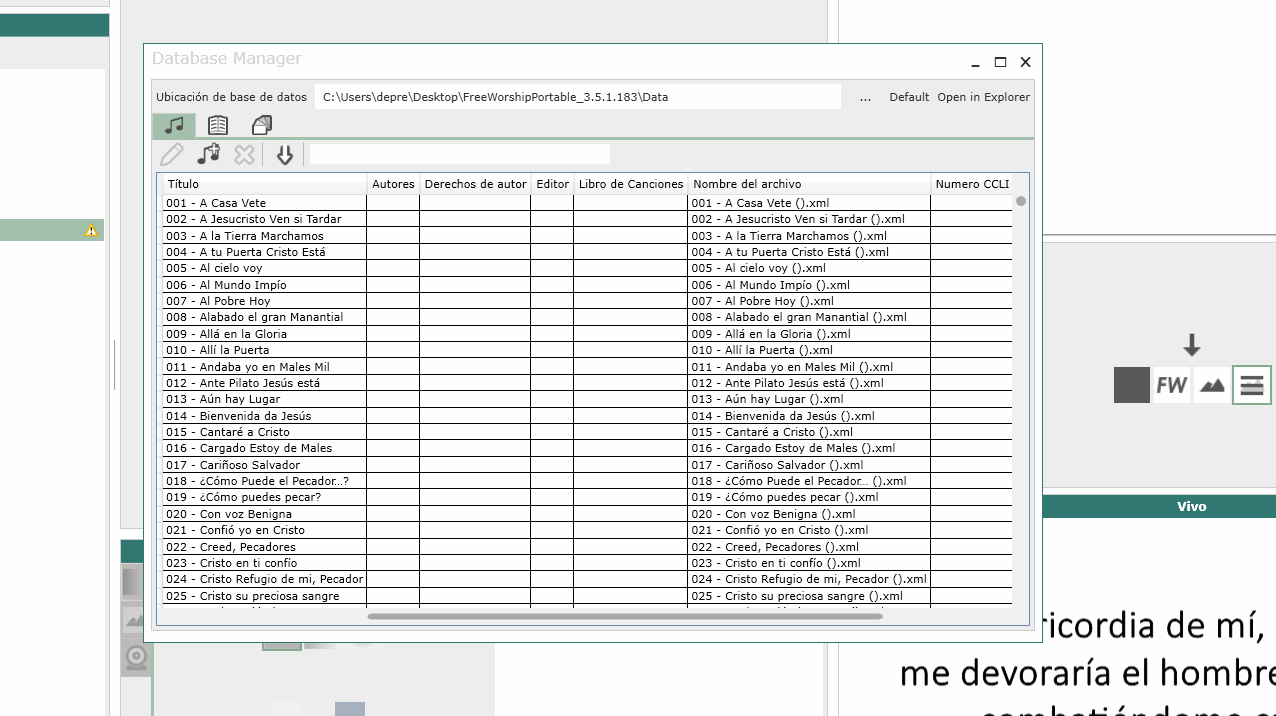 Database Manager
Ubicación de base de datos C:\Users\depre\Desktop\FreeWorshipPortable_3.5.1.183\Data ... Default Open in Explorer
Título Autores Derechos de autor Editor Libro de Canciones Nombre del archivo Numero CCLI
001 - A Casa Vete 001 - A Casa Vete ().xml
002 - A Jesucristo Ven si Tardar 002 - A Jesucristo Ven si Tardar ().xml
003 - A la Tierra Marchamos 003 - A la Tierra Marchamos ().xml
004 - A tu Puerta Cristo Está 004 - A tu Puerta Cristo Está ().xml
005 - Al cielo voy 005 - Al cielo voy ().xml
006 - Al Mundo Impío 006 - Al Mundo Impío ().xml
007 - Al Pobre Hoy 007 - Al Pobre Hoy ().xml
008 - Alabado el gran Manantial 008 - Alabado el gran Manantial ().xml
009 - Allá en la Gloria 009 - Allá en la Gloria ().xml
010 - Allí la Puerta 010 - Allí la Puerta ().xml
011 - Andaba yo en Males Mil 011 - Andaba yo en Males Mil ().xml
012 - Ante Pilato Jesús está 012 - Ante Pilato Jesús está ().xml
013 - Aún hay Lugar 013 - Aún hay Lugar ().xml
014 - Bienvenida da Jesús 014 - Bienvenida da Jesús ().xml
015 - Cantaré a Cristo 015 - Cantaré a Cristo ().xml
016 - Cargado Estoy de Males 016 - Cargado Estoy de Males ().xml
017 - Cariñoso Salvador 017 - Cariñoso Salvador ().xml
018 - ¿Cómo Puede el Pecador...? 018 - ¿Cómo Puede el Pecador... ().xml
019 - ¿Cómo puedes pecar? 019 - ¿Cómo puedes pecar ().xml
020 - Con voz Benigna 020 - Con voz Benigna ().xml
021 - Confió yo en Cristo 021 - Confió yo en Cristo ().xml
022 - Creed, Pecadores 022 - Creed, Pecadores ().xml
023 - Cristo en ti confío 023 - Cristo en ti confío ().xml
024 - Cristo Refugio de mi, Pecador 024 - Cristo Refugio de mi, Pecador ().xml
025 - Cristo su preciosa sangre 025 - Cristo su preciosa sangre ().xml
FW
Vivo
ricordia de mí,
me devoraría el hombre